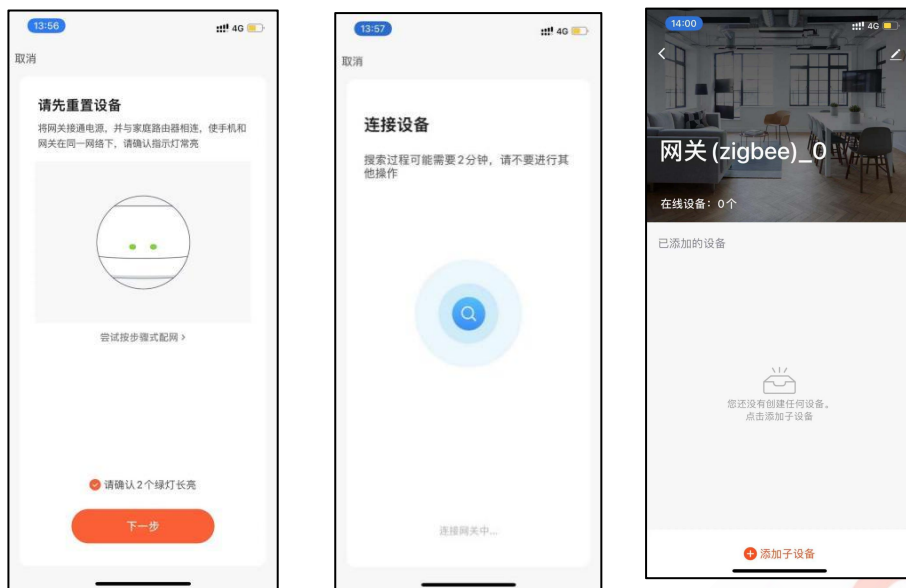 13:56
4G
取消
请先重置设备
将网关接通电源，并与家庭路由器相连，使手机和
网关在同一网络下，请确认指示灯常亮
尝试按步骤式配网 >
请确认2个绿灯长亮
下一步
13:57
4G
取消
连接设备
搜索过程可能需要2分钟，请不要进行其
他操作
连接网关中...
14:00
4G
网关 (zigbee)_0
在线设备：0个
已添加的设备
您还没有创建任何设备。
点击添加子设备
添加子设备